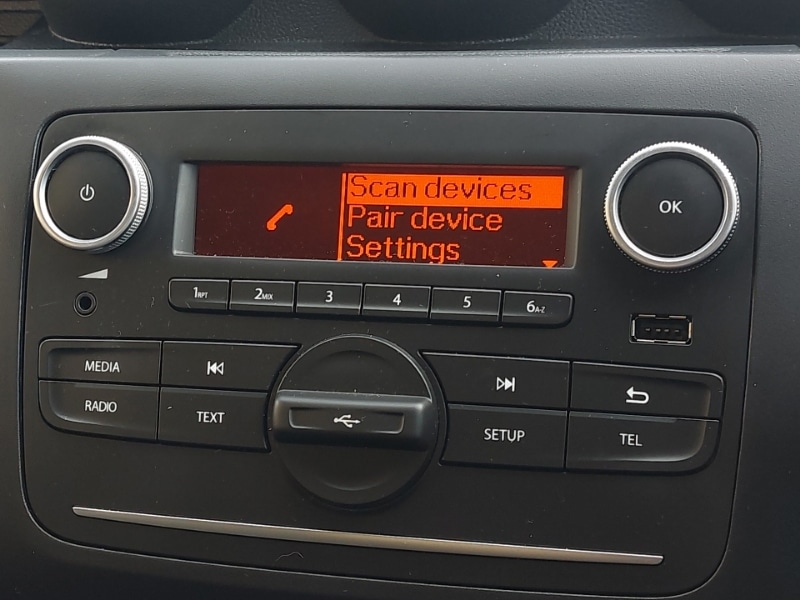 Scan devices
Pair device
Settings
OK
1RPT 2MIX 3 4 5 6A-Z
MEDIA
RADIO TEXT
SETUP TEL